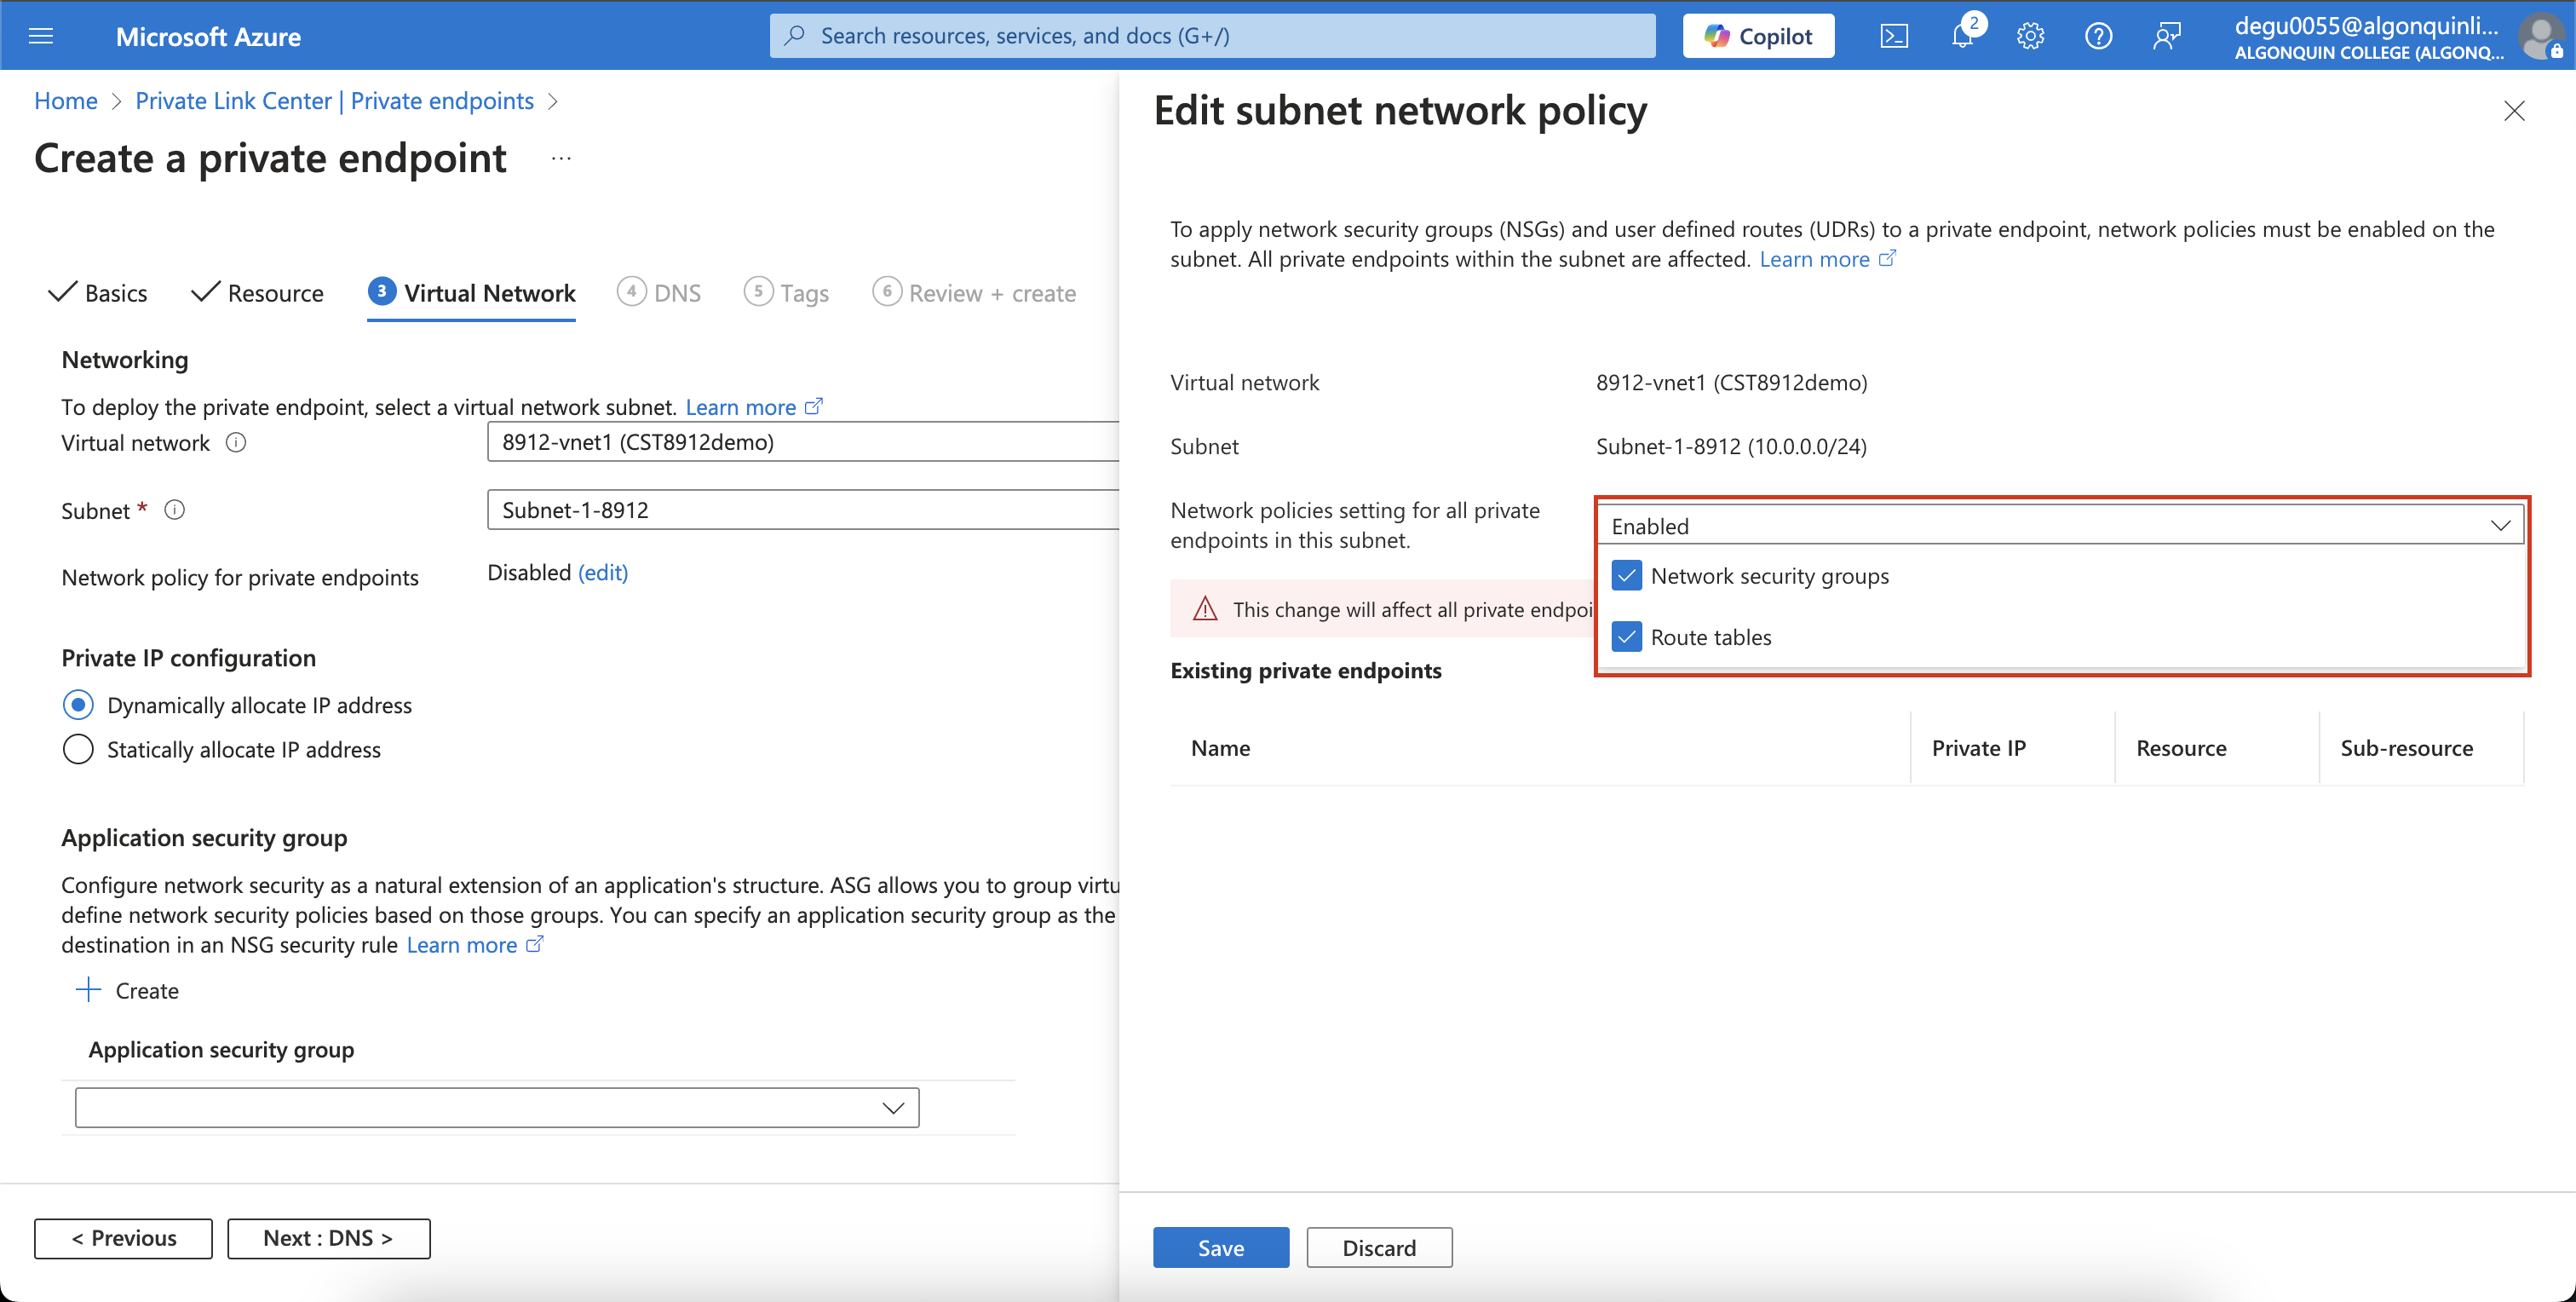 Microsoft Azure
Search resources, services, and docs (G+/)
Copilot
2
degu0055@algonquinli...
ALGONQUIN COLLEGE (ALGONQ...
Home > Private Link Center | Private endpoints >
Create a private endpoint ...
Basics
Resource
3 Virtual Network
4 DNS
5 Tags
6 Review + create
Networking
To deploy the private endpoint, select a virtual network subnet. Learn more
Virtual network
8912-vnet1 (CST8912demo)
Subnet *
Subnet-1-8912
Network policy for private endpoints
Disabled (edit)
Private IP configuration
Dynamically allocate IP address
Statically allocate IP address
Application security group
Configure network security as a natural extension of an application's structure. ASG allows you to group virtu
define network security policies based on those groups. You can specify an application security group as the
destination in an NSG security rule Learn more
Create
Application security group
< Previous
Next : DNS >
Edit subnet network policy
To apply network security groups (NSGs) and user defined routes (UDRs) to a private endpoint, network policies must be enabled on the
subnet. All private endpoints within the subnet are affected. Learn more
Virtual network
8912-vnet1 (CST8912demo)
Subnet
Subnet-1-8912 (10.0.0.0/24)
Network policies setting for all private
endpoints in this subnet.
Enabled
Network security groups
Route tables
This change will affect all private endpoi
Existing private endpoints
Name
Private IP
Resource
Sub-resource
Save
Discard